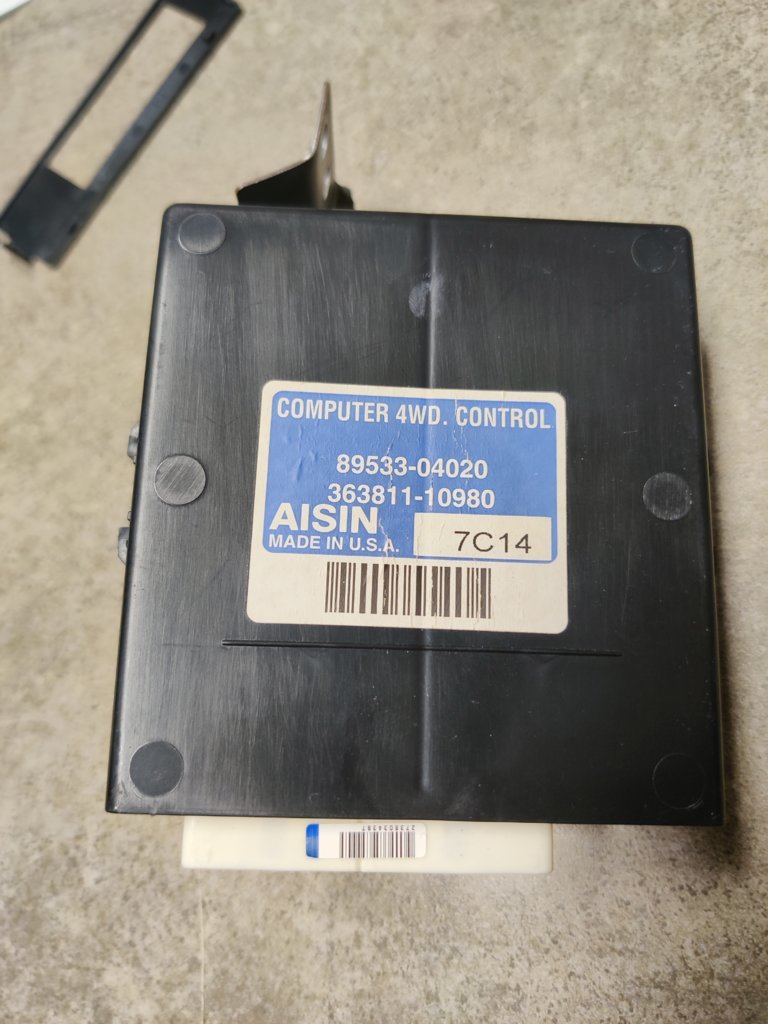 COMPUTER 4WD. CONTROL
89533-04020
363811-10980
AISIN
MADE IN U.S.A.
7C14